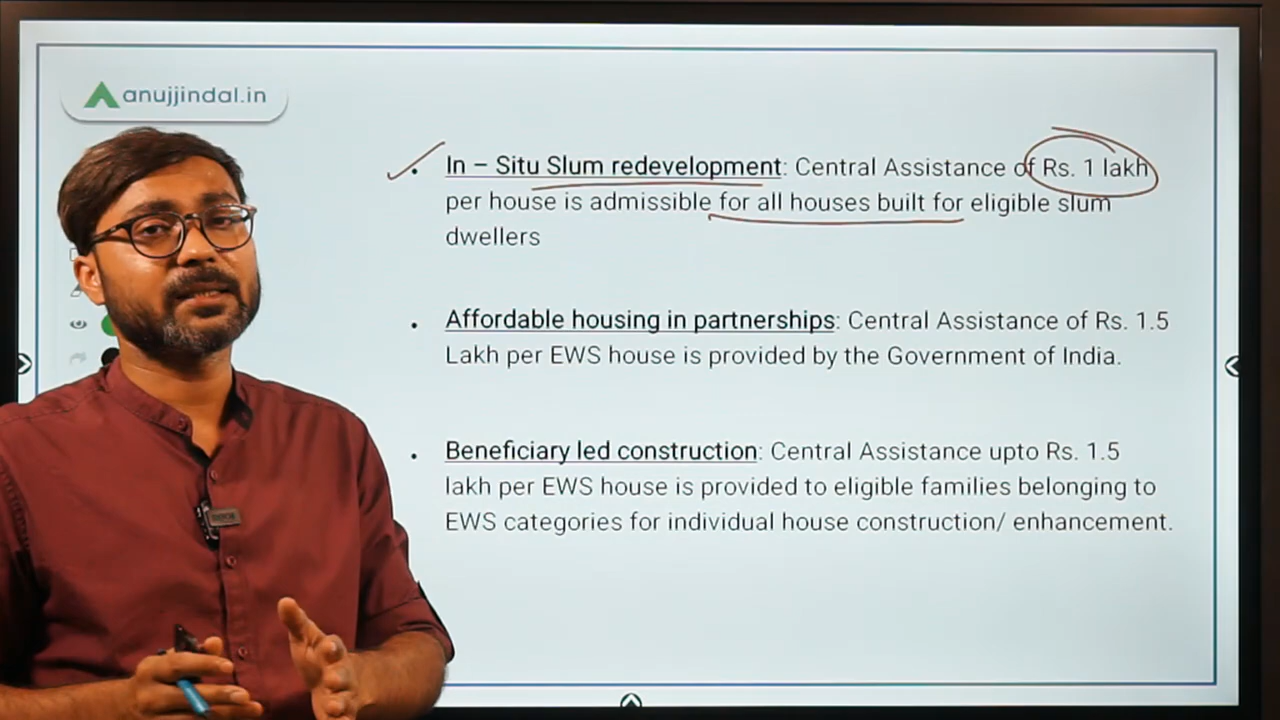 anujjindal.in
. In – Situ Slum redevelopment: Central Assistance of Rs. 1 lakh
per house is admissible for all houses built for eligible slum
dwellers
. Affordable housing in partnerships: Central Assistance of Rs. 1.5
Lakh per EWS house is provided by the Government of India.
. Beneficiary led construction: Central Assistance upto Rs. 1.5
lakh per EWS house is provided to eligible families belonging to
EWS categories for individual house construction/ enhancement.